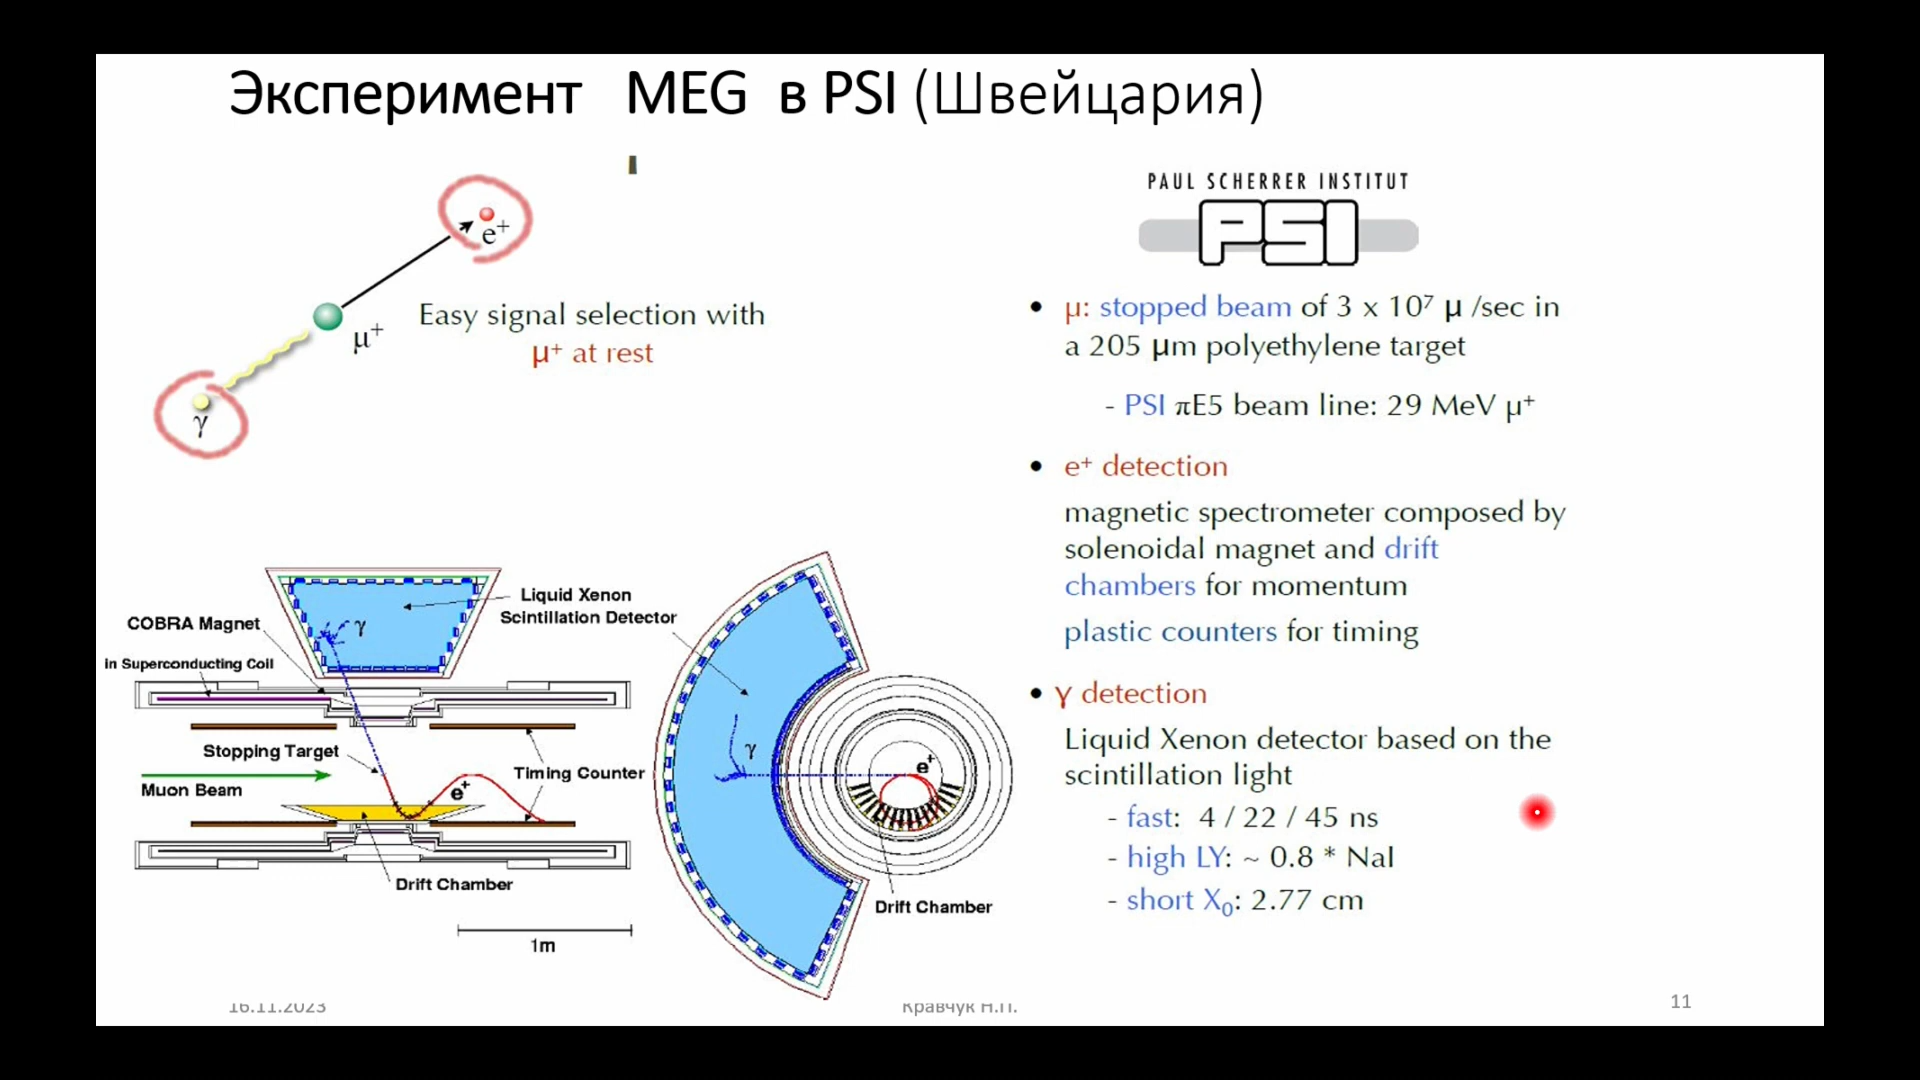 Эксперимент MEG в PSI (Швейцария)
e⁺
μ⁺
γ
Easy signal selection with
μ⁺ at rest
PAUL SCHERRER INSTITUT
PSI
• μ: stopped beam of 3 x 10⁷ μ /sec in
a 205 μm polyethylene target
- PSI πE5 beam line: 29 MeV μ⁺
• e⁺ detection
magnetic spectrometer composed by
solenoidal magnet and drift
chambers for momentum
plastic counters for timing
• γ detection
Liquid Xenon detector based on the
scintillation light
- fast: 4 / 22 / 45 ns
- high LY: ~ 0.8 * NaI
- short X₀: 2.77 cm
Liquid Xenon
Scintillation Detector
COBRA Magnet
in Superconducting Coil
γ
Stopping Target
Muon Beam
Timing Counter
e⁺
Drift Chamber
1m
γ
e⁺
Drift Chamber
16.11.2023
Кравчук Н.П.
11